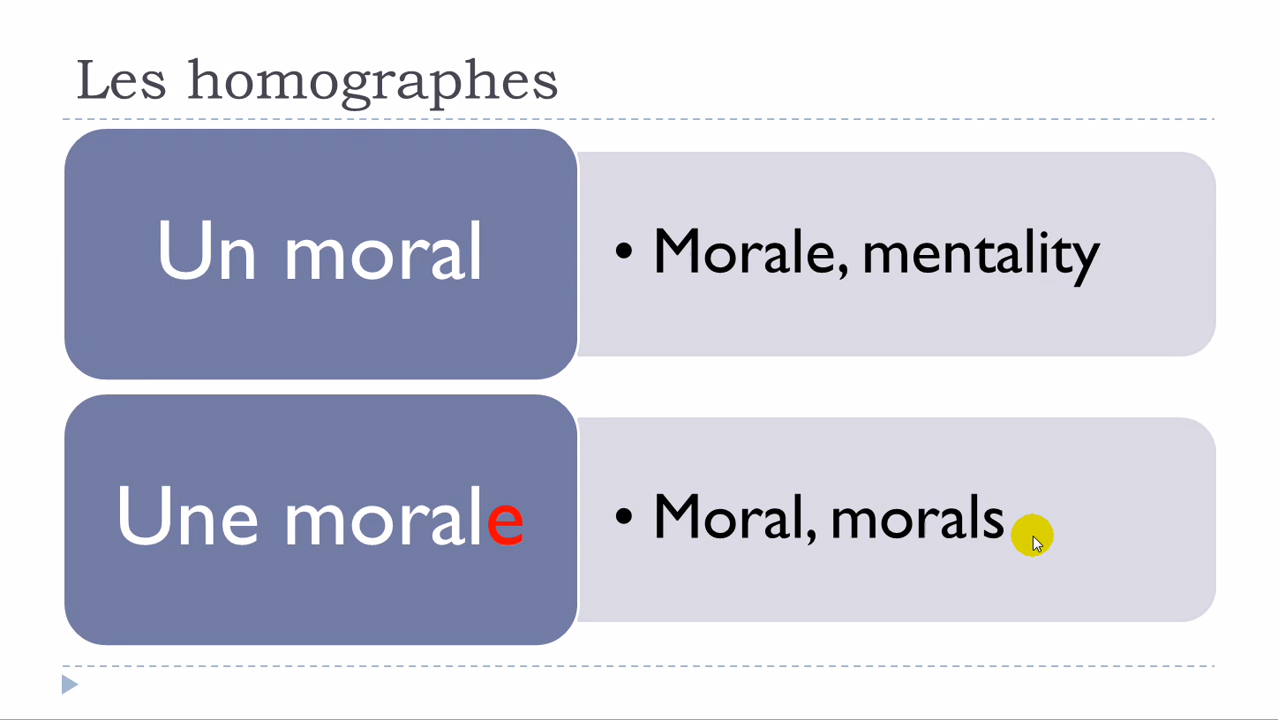 Les homographes
Un moral
• Morale, mentality
Une morale
• Moral, morals